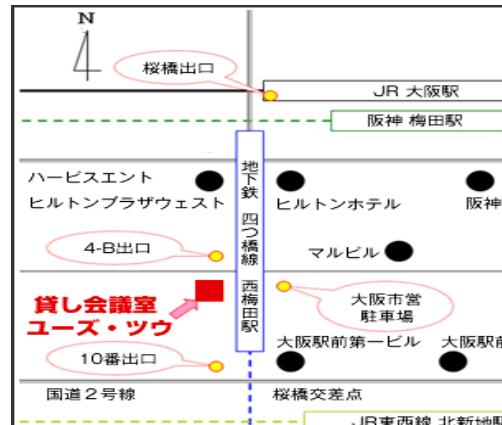 N
桜橋出口
JR 大阪駅
阪神 梅田駅
ハービスエント
ヒルトンプラザウェスト
地下鉄 四つ橋線 西梅田駅
ヒルトンホテル
阪神
4-B出口
マルビル
貸し会議室
ユーズ・ツウ
大阪市営
駐車場
10番出口
大阪駅前第一ビル
大阪駅前
国道２号線
桜橋交差点
JR東西線 北新地駅